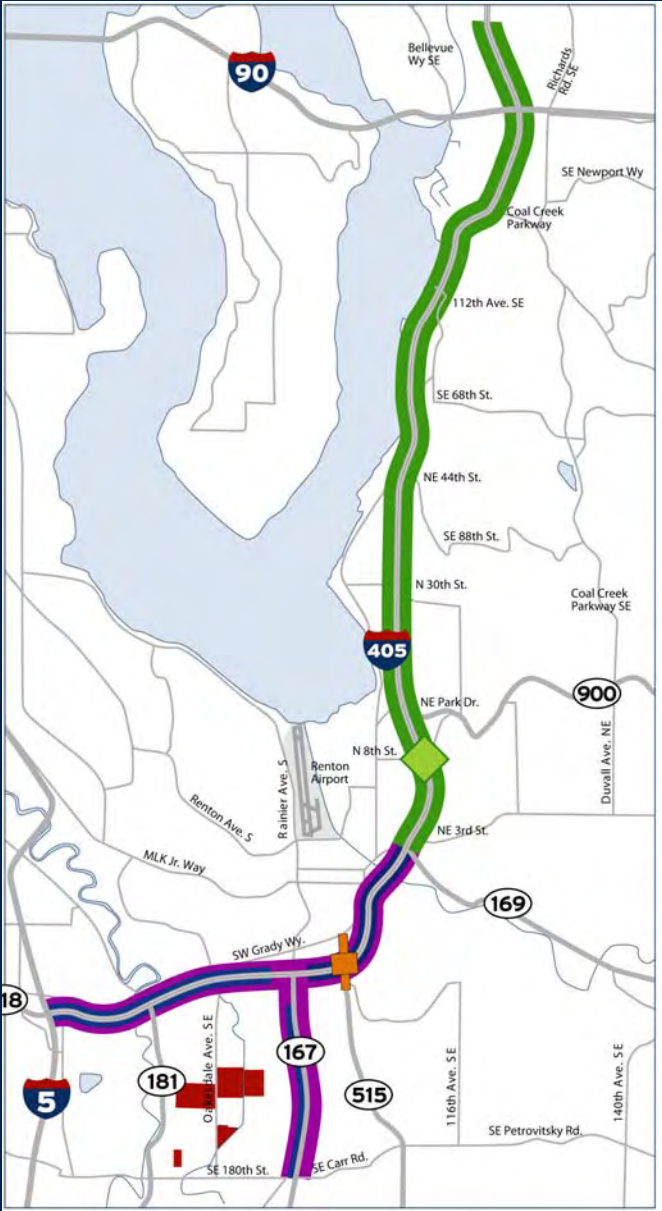 Bellevue
Wy SE
Richards
Rd. SE
90
SE Newport Wy
Coal Creek
Parkway
112th Ave. SE
SE 68th St.
NE 44th St.
SE 88th St.
N 30th St.
Coal Creek
Parkway SE
405
900
NE Park Dr.
N 8th St.
Renton
Airport
Rainier Ave. S
Duvall Ave. NE
Renton Ave. S
NE 3rd St.
MLK Jr. Way
169
SW Grady Wy.
18
Oakesdale Ave. SE
167
181
5
515
116th Ave. SE
140th Ave. SE
SE Petrovitsky Rd.
SE Carr Rd.
SE 180th St.